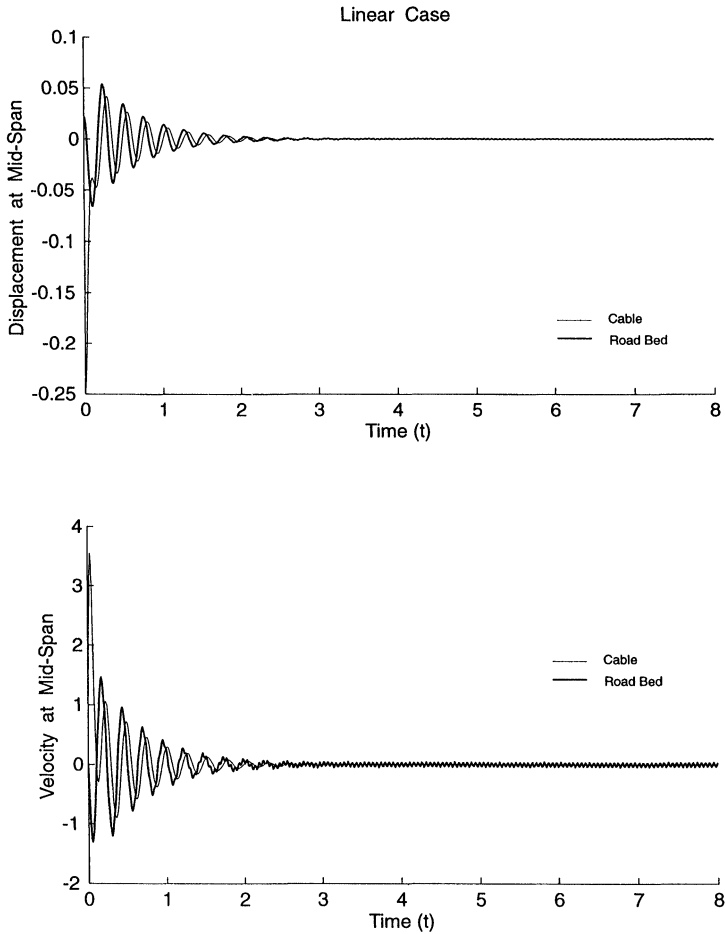 Linear Case
Displacement at Mid-Span
0.1
0.05
0
-0.05
-0.1
-0.15
-0.2
-0.25
Cable
Road Bed
0 1 2 3 4 5 6 7 8
Time (t)
Velocity at Mid-Span
4
3
2
1
0
-1
-2
Cable
Road Bed
0 1 2 3 4 5 6 7 8
Time (t)